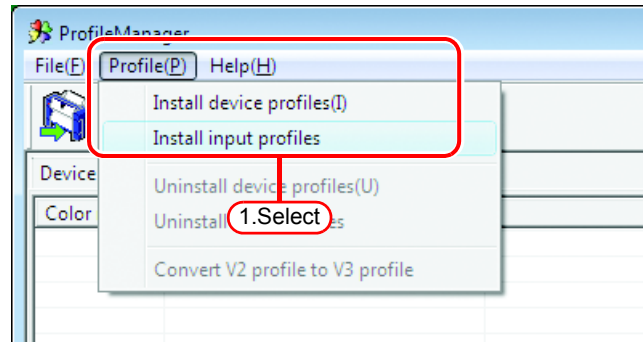 ProfileManager
File(F) Profile(P) Help(H)
Install device profiles(I)
Install input profiles
Device
Uninstall device profiles(U)
Color
Uninstall
1.Select
Convert V2 profile to V3 profile